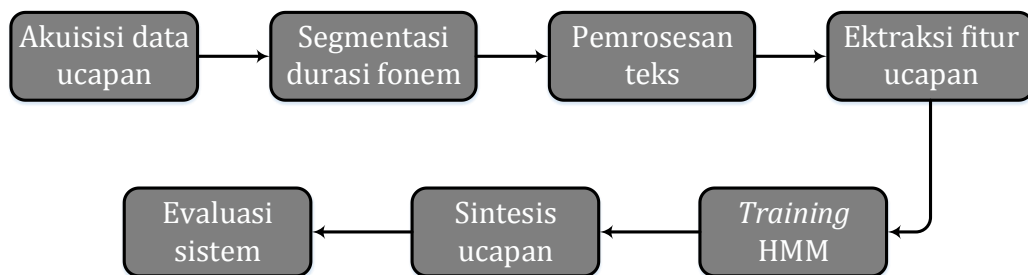 Akuisisi data
ucapan
Segmentasi
durasi fonem
Pemrosesan
teks
Ektraksi fitur
ucapan
Training
HMM
Sintesis
ucapan
Evaluasi
sistem